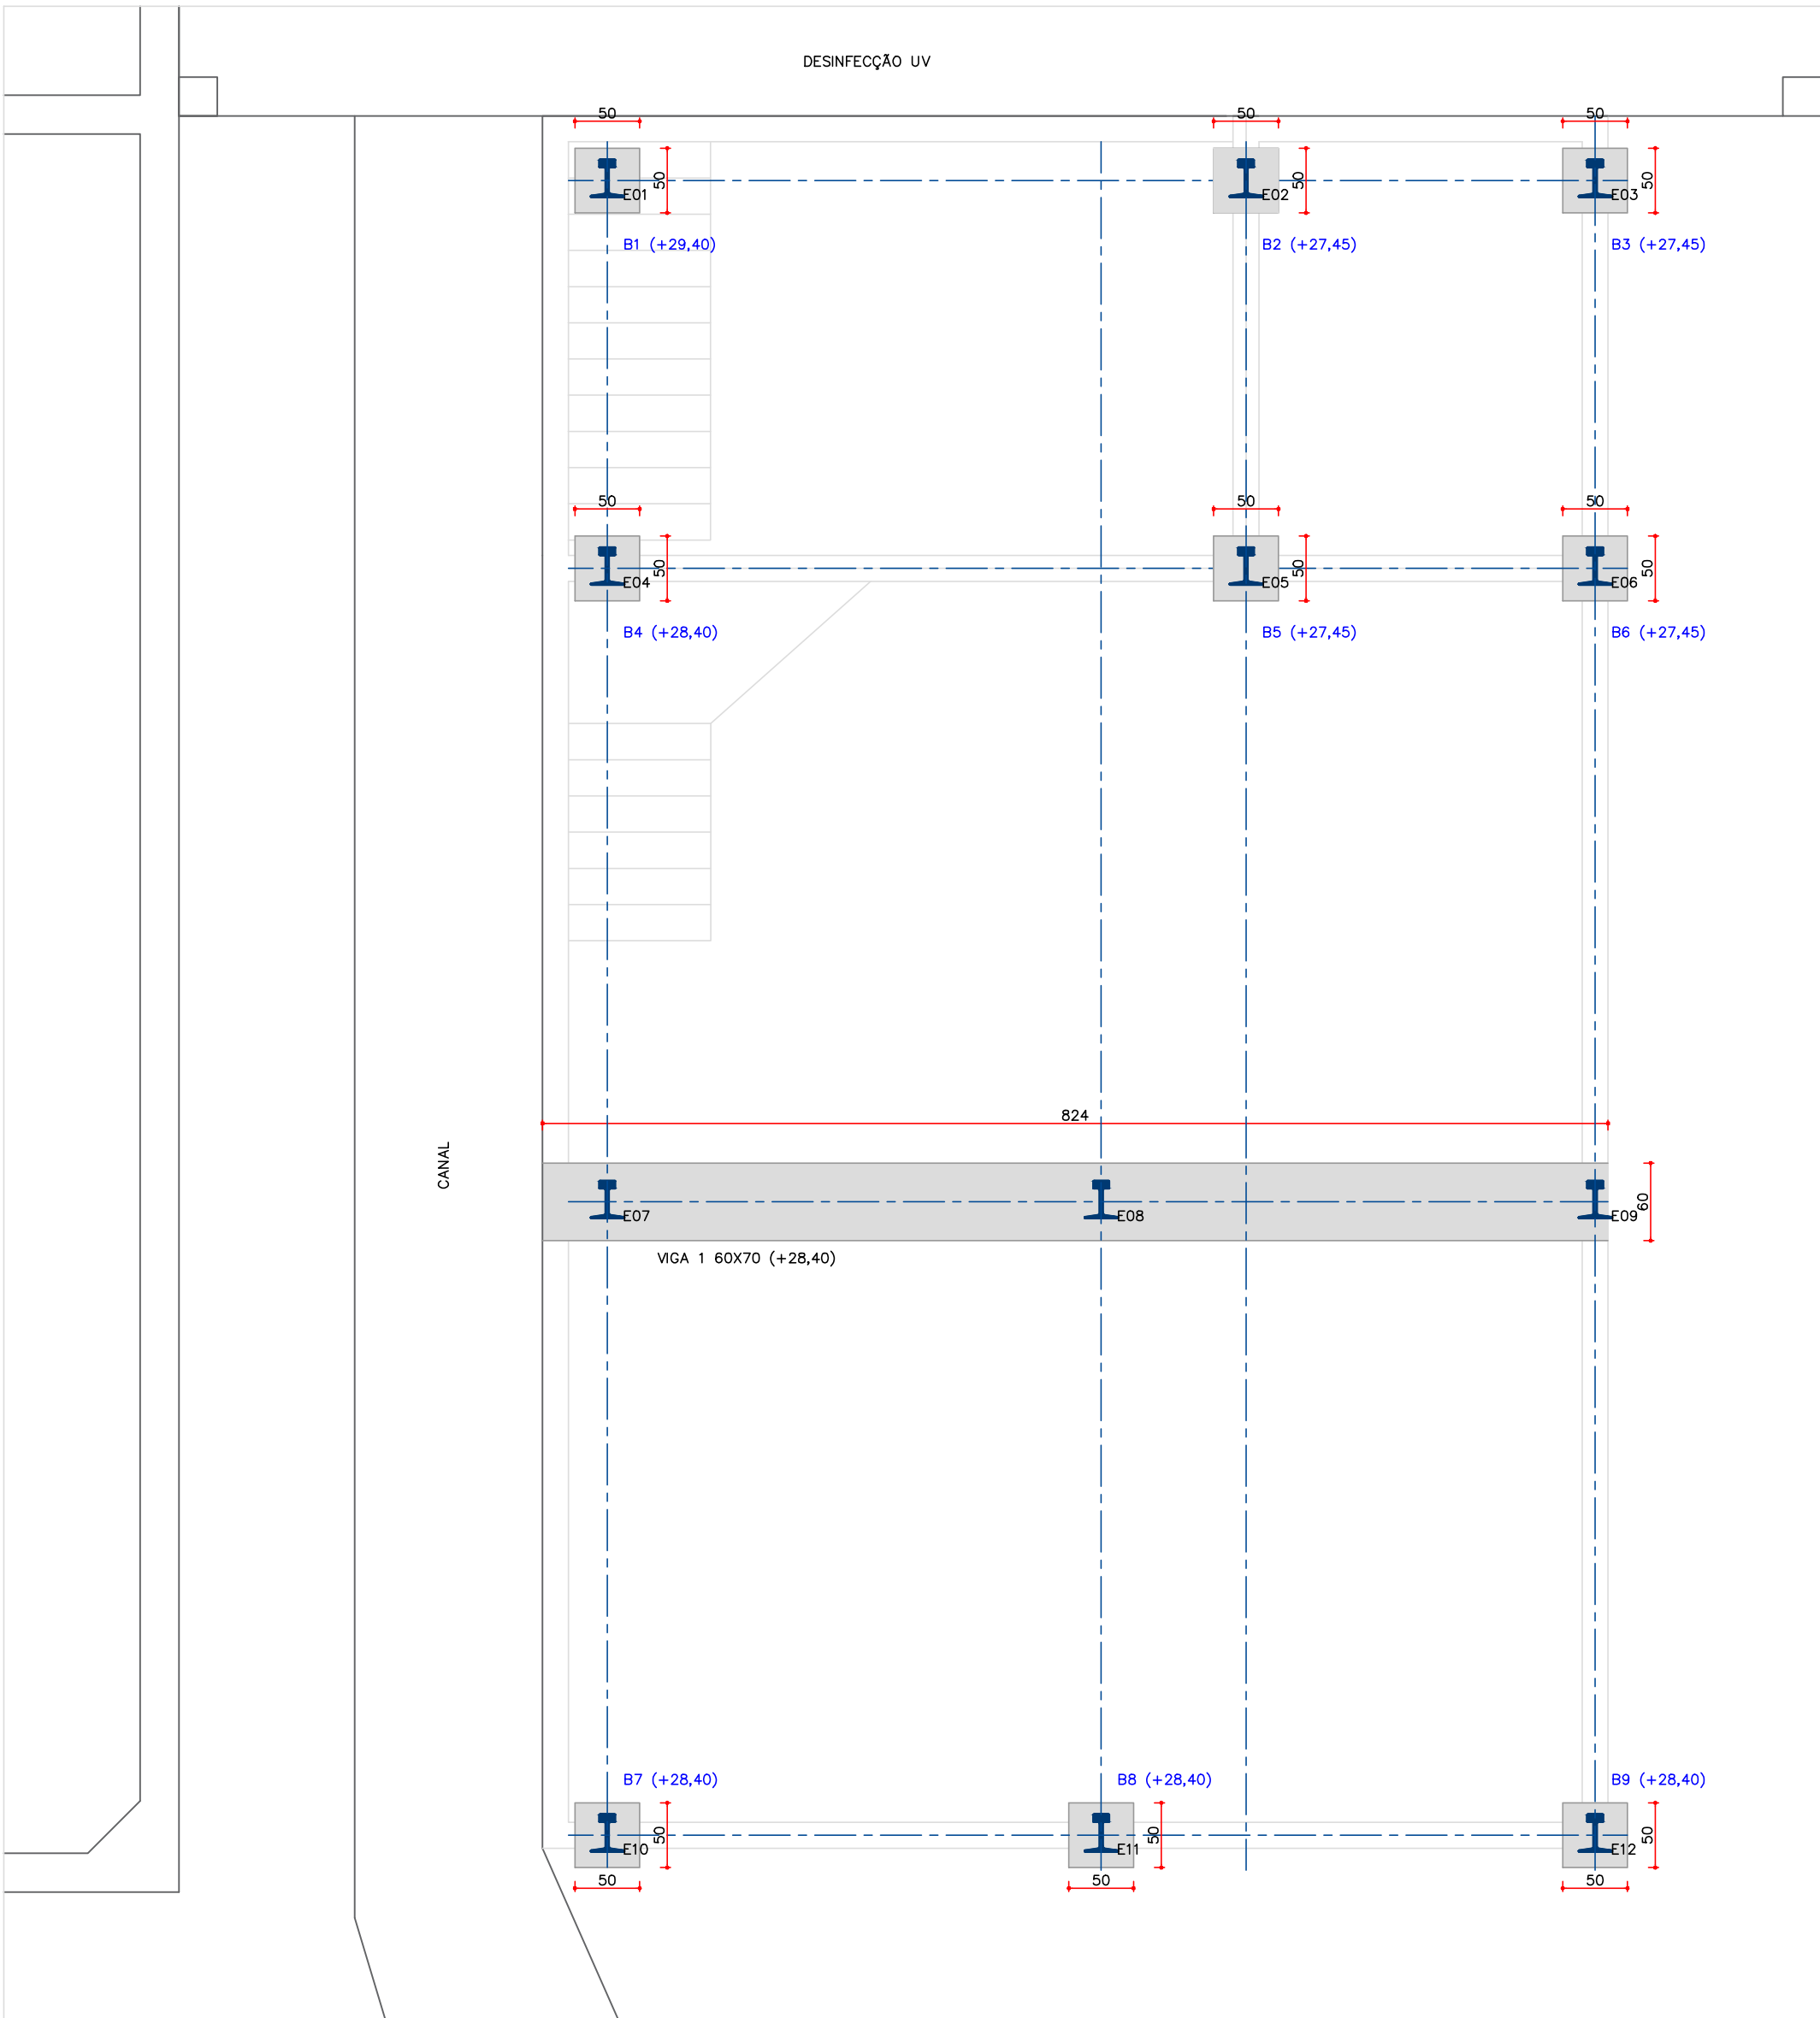 DESINFECÇÃO UV
50
50
50
50
50
50
E01
E02
E03
B1 (+29,40)
B2 (+27,45)
B3 (+27,45)
50
50
50
50
50
50
E04
E05
E06
B4 (+28,40)
B5 (+27,45)
B6 (+27,45)
824
CANAL
60
E07
E08
E09
VIGA 1 60X70 (+28,40)
B7 (+28,40)
B8 (+28,40)
B9 (+28,40)
50
50
50
E10
E11
E12
50
50
50